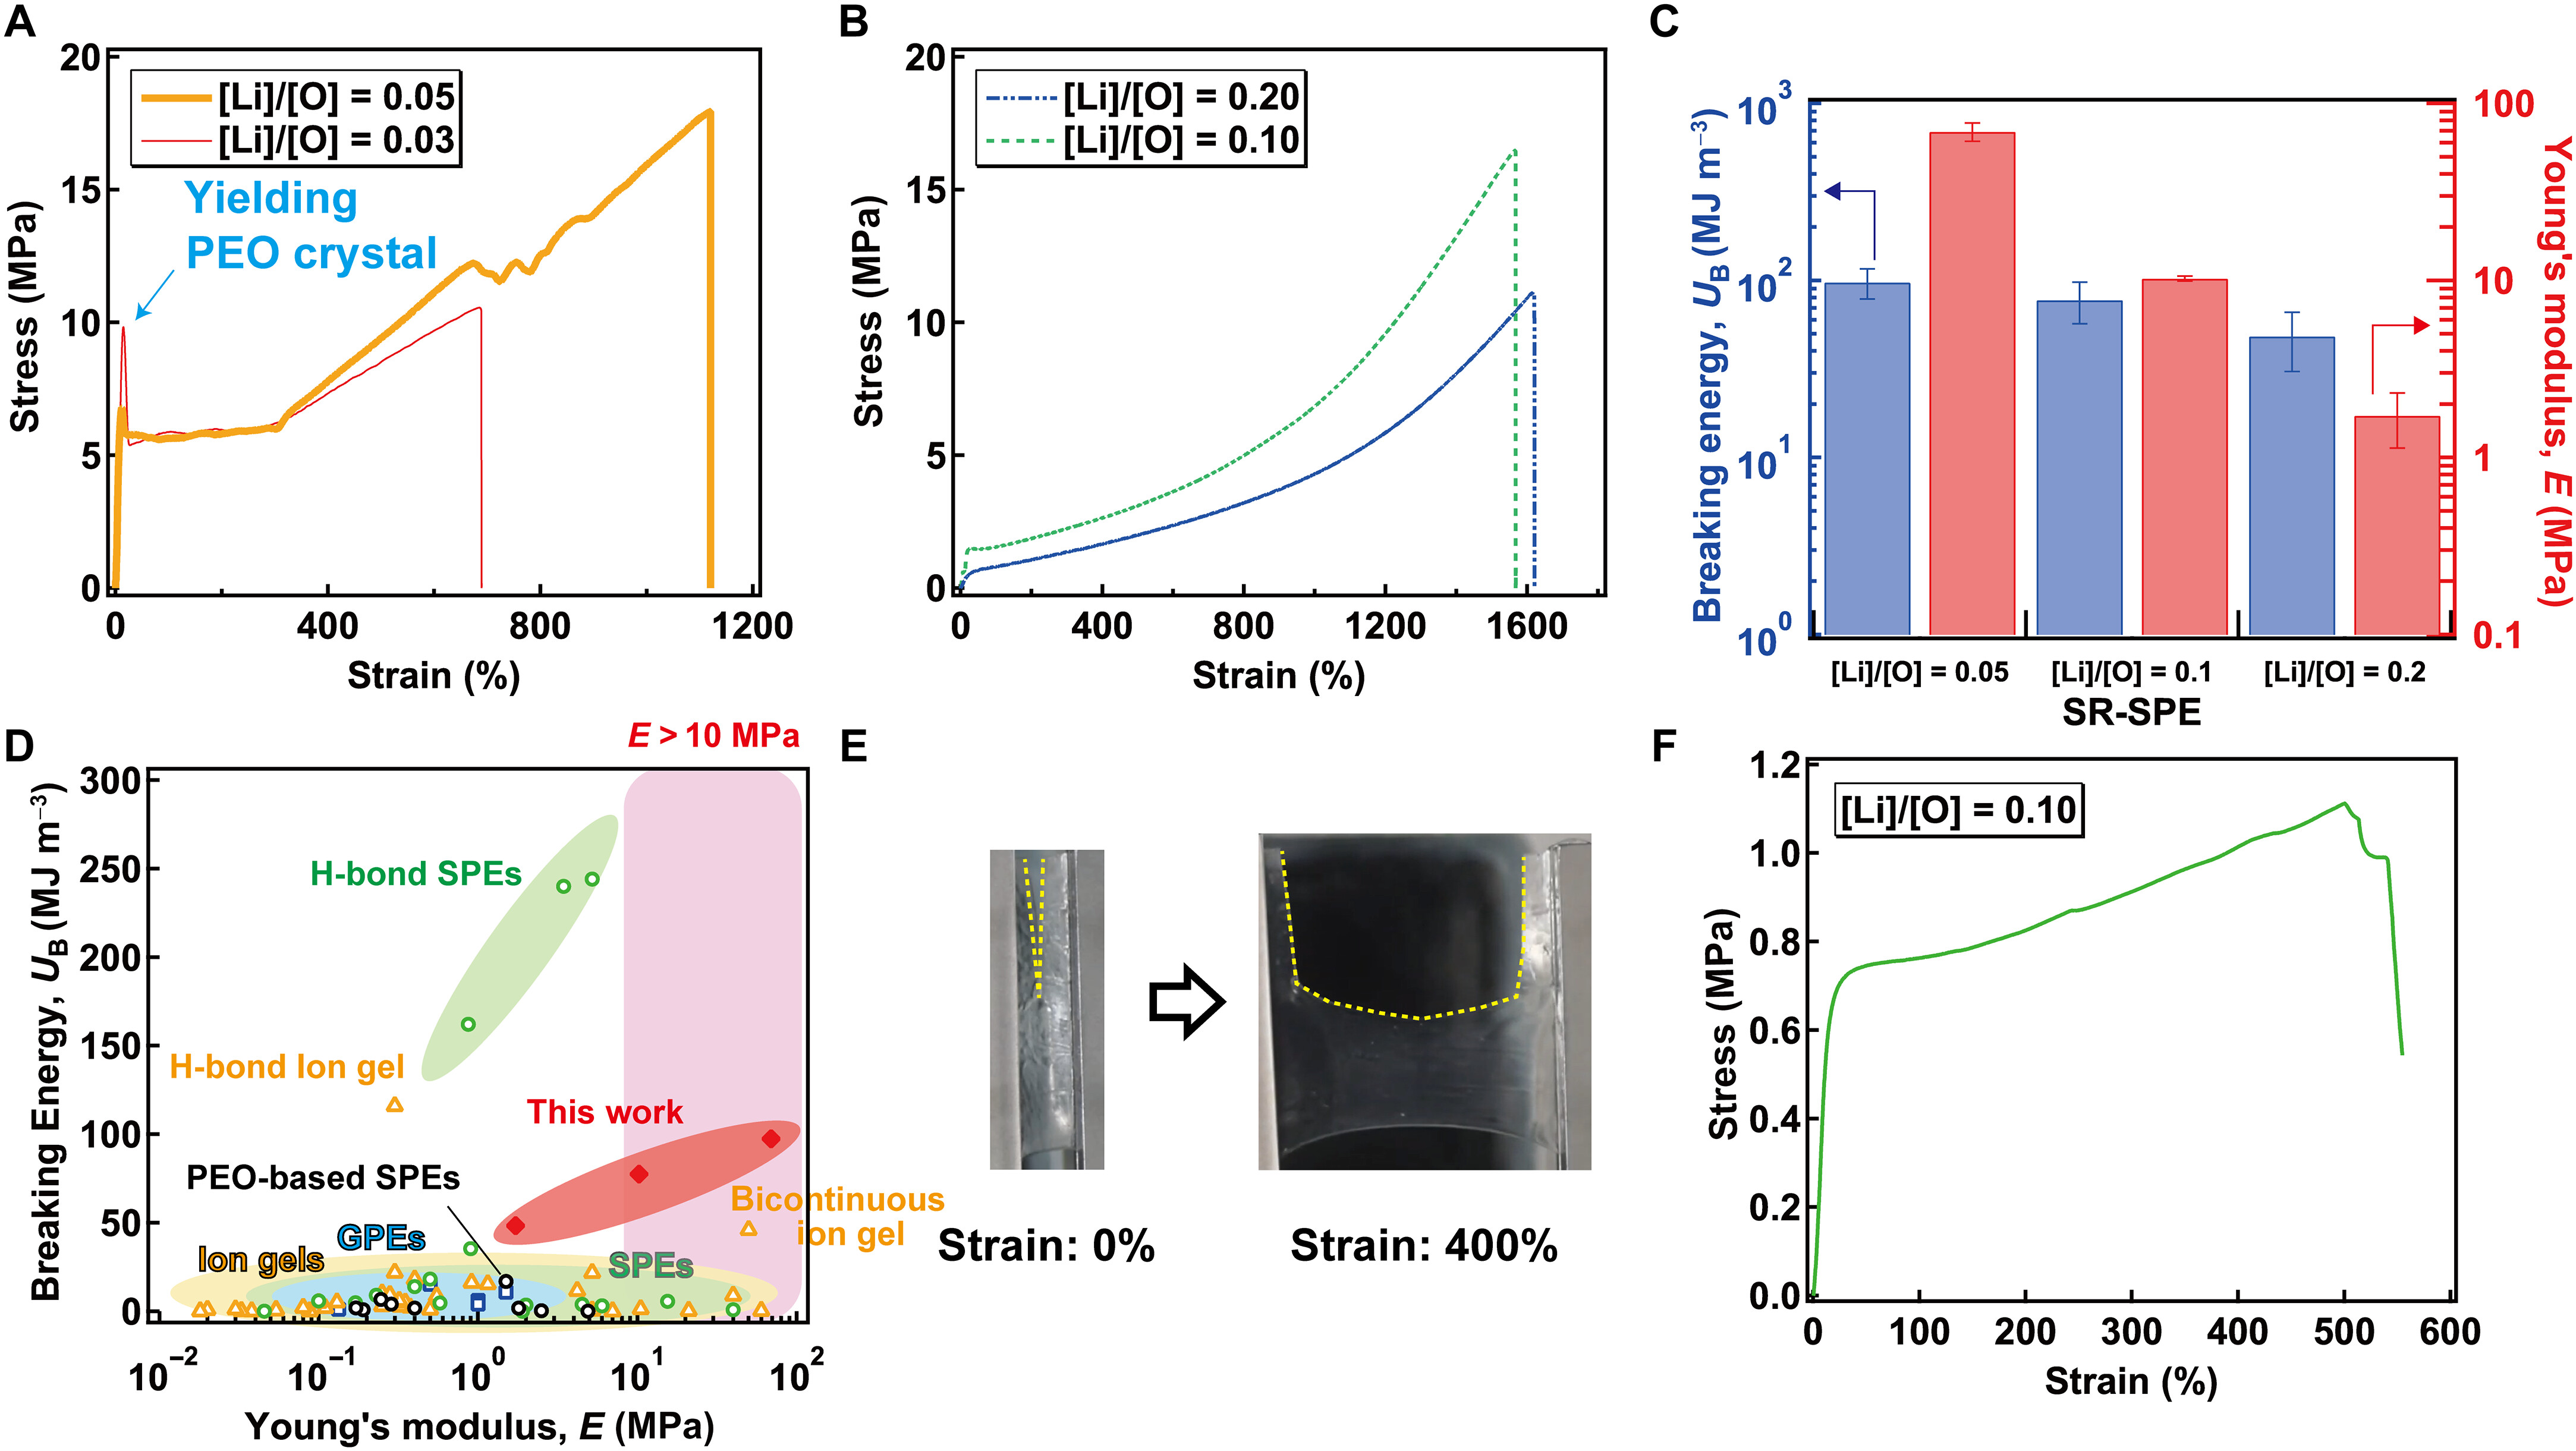 A
20
15
10
5
0
Stress (MPa)
[Li]/[O] = 0.05
[Li]/[O] = 0.03
Yielding
PEO crystal
0 400 800 1200
Strain (%)
B
20
15
10
5
0
Stress (MPa)
[Li]/[O] = 0.20
[Li]/[O] = 0.10
0 400 800 1200 1600
Strain (%)
C
10³
10²
10¹
10⁰
Breaking energy, U_B (MJ m⁻³)
100
10
1
0.1
Young's modulus, E (MPa)
[Li]/[O] = 0.05 [Li]/[O] = 0.1 [Li]/[O] = 0.2
SR-SPE
D
E > 10 MPa
300
250
200
150
100
50
0
Breaking Energy, U_B (MJ m⁻³)
H-bond SPEs
H-bond Ion gel
This work
PEO-based SPEs
Bicontinuous
ion gel
GPEs
Ion gels
SPEs
10⁻² 10⁻¹ 10⁰ 10¹ 10²
Young's modulus, E (MPa)
E
Strain: 0%
Strain: 400%
F
1.2
1.0
0.8
0.6
0.4
0.2
0.0
Stress (MPa)
[Li]/[O] = 0.10
0 100 200 300 400 500 600
Strain (%)